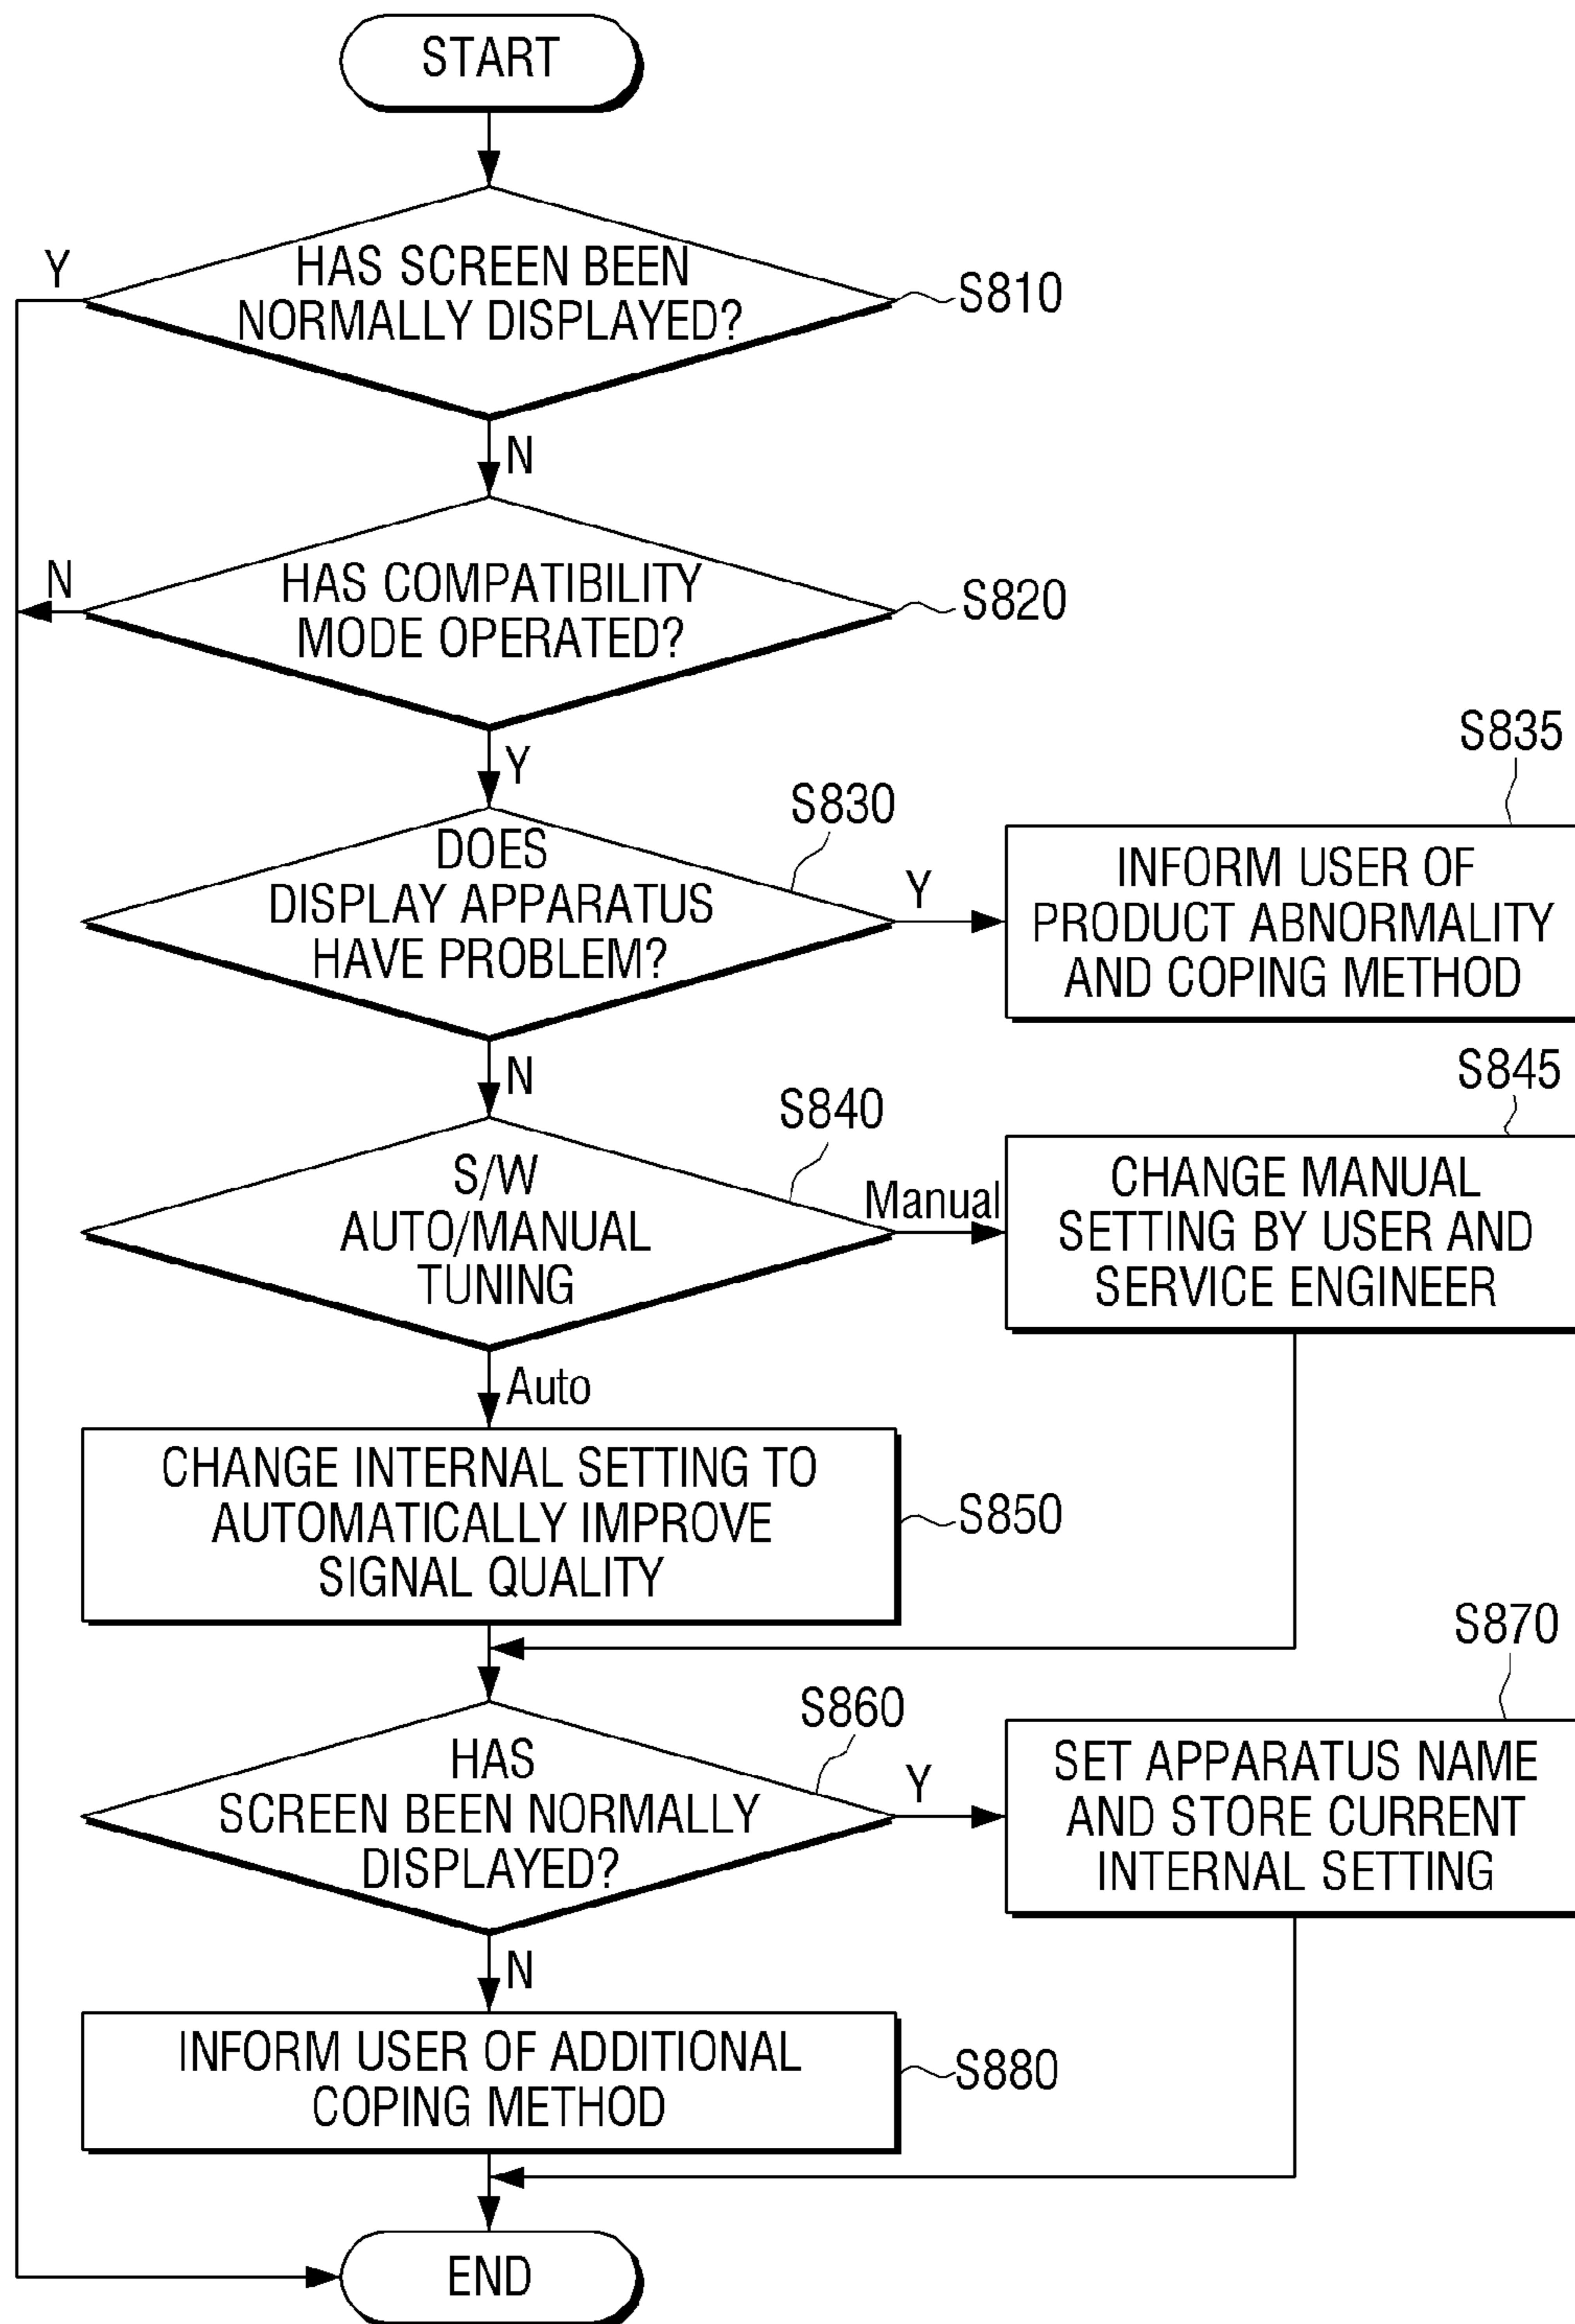 START
Y
HAS SCREEN BEEN
NORMALLY DISPLAYED?
S810
N
N
HAS COMPATIBILITY
MODE OPERATED?
S820
Y
S835
S830
DOES
DISPLAY APPARATUS
HAVE PROBLEM?
Y
INFORM USER OF
PRODUCT ABNORMALITY
AND COPING METHOD
N
S845
S840
S/W
AUTO/MANUAL
TUNING
Manual
CHANGE MANUAL
SETTING BY USER AND
SERVICE ENGINEER
Auto
CHANGE INTERNAL SETTING TO
AUTOMATICALLY IMPROVE
SIGNAL QUALITY
S850
S870
S860
HAS
SCREEN BEEN NORMALLY
DISPLAYED?
Y
SET APPARATUS NAME
AND STORE CURRENT
INTERNAL SETTING
N
INFORM USER OF ADDITIONAL
COPING METHOD
S880
END